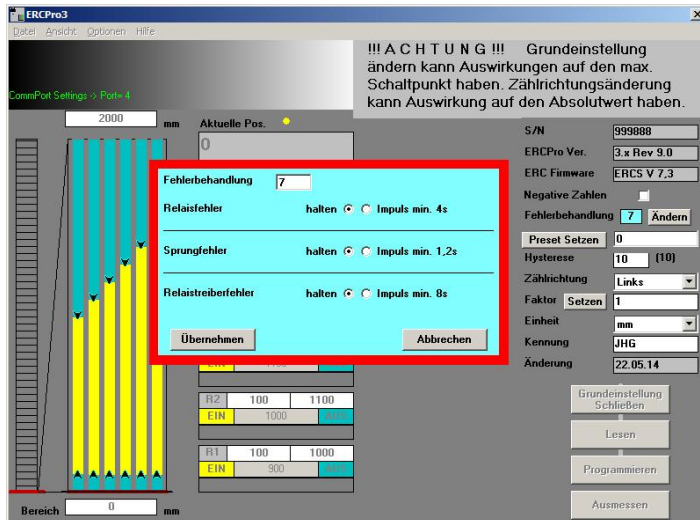 ERCPro3
Datei Ansicht Optionen Hilfe
!!! A C H T U N G !!! Grundeinstellung
ändern kann Auswirkungen auf den max.
Schaltpunkt haben. Zählrichtungsänderung
kann Auswirkung auf den Absolutwert haben.
CommPort Settings -> Port= 4
2000 mm
Aktuelle Pos.
0
S/N 999888
ERCPro Ver. 3.x Rev 9.0
ERC Firmware ERCS V 7,3
Negative Zahlen
Fehlerbehandlung 7 Ändern
Preset Setzen 0
Hysterese 10 (10)
Zählrichtung Links
Faktor Setzen 1
Einheit mm
Kennung JHG
Änderung 22.05.14
Fehlerbehandlung 7
Relaisfehler halten Impuls min. 4s
Sprungfehler halten Impuls min. 1,2s
Relaistreiberfehler halten Impuls min. 8s
Übernehmen Abbrechen
EIN 1100
R2 100 1100
EIN 1000 AUS
R1 100 1000
EIN 900 AUS
Grundeinstellung
Schließen
Lesen
Programmieren
Ausmessen
Bereich 0 mm